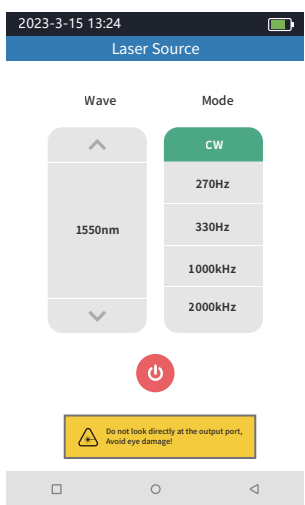 2023-3-15 13:24
Laser Source
Wave
Mode
1550nm
CW
270Hz
330Hz
1000kHz
2000kHz
Do not look directly at the output port,
Avoid eye damage!